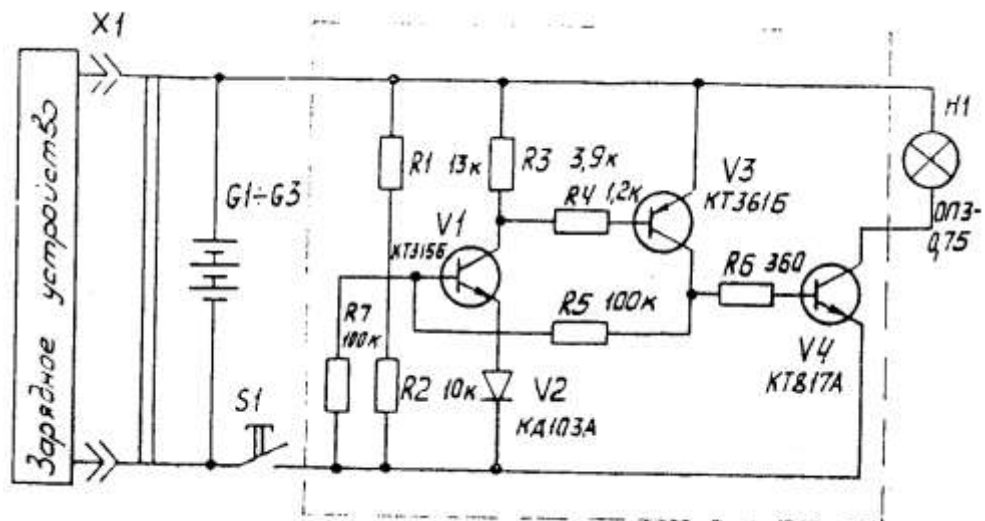 X1
Зарядное устройство
G1÷G3
S1
R1 13к
R3 3,9к
R4 1,2к
V3
КТ361Б
H1
ОПЗ-
0,75
V1
КТ315Б
R6 360
R5 100к
R7
100к
V4
КТ817А
R2 10к
V2
КД103А